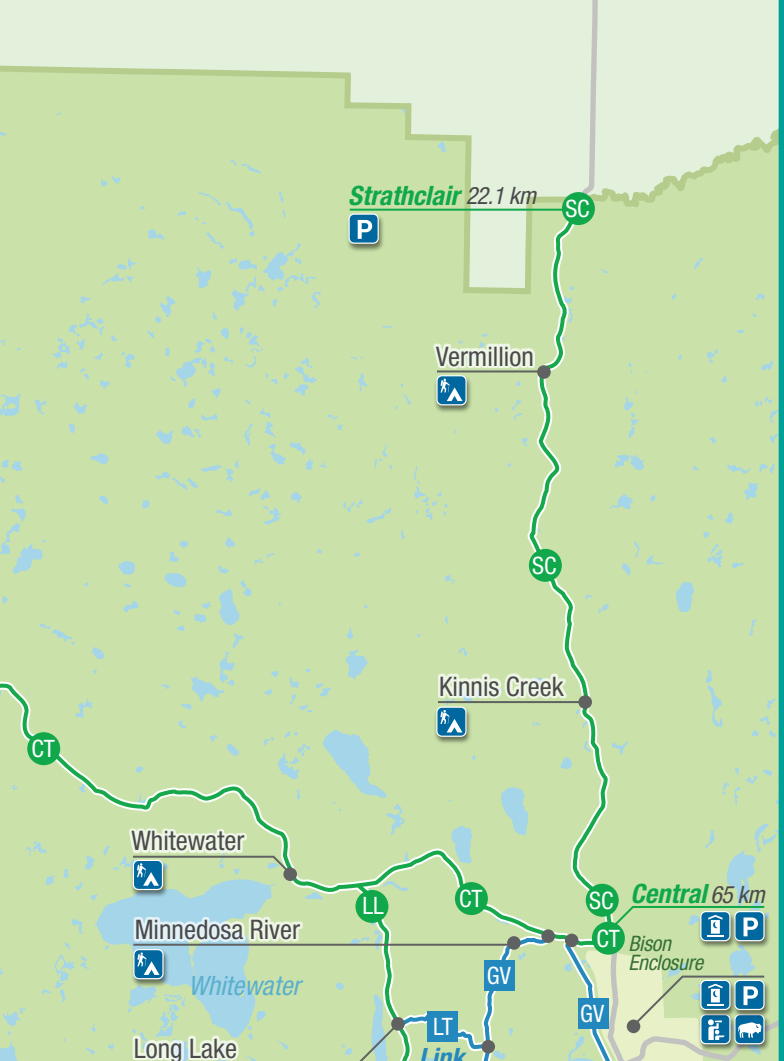 Strathclair 22.1 km
SC
P
Vermillion
SC
Kinnis Creek
CT
Whitewater
SC
Central 65 km
CT
LL
P
Minnedosa River
CT
Bison
Enclosure
GV
Whitewater
P
GV
LT
Long Lake
Link